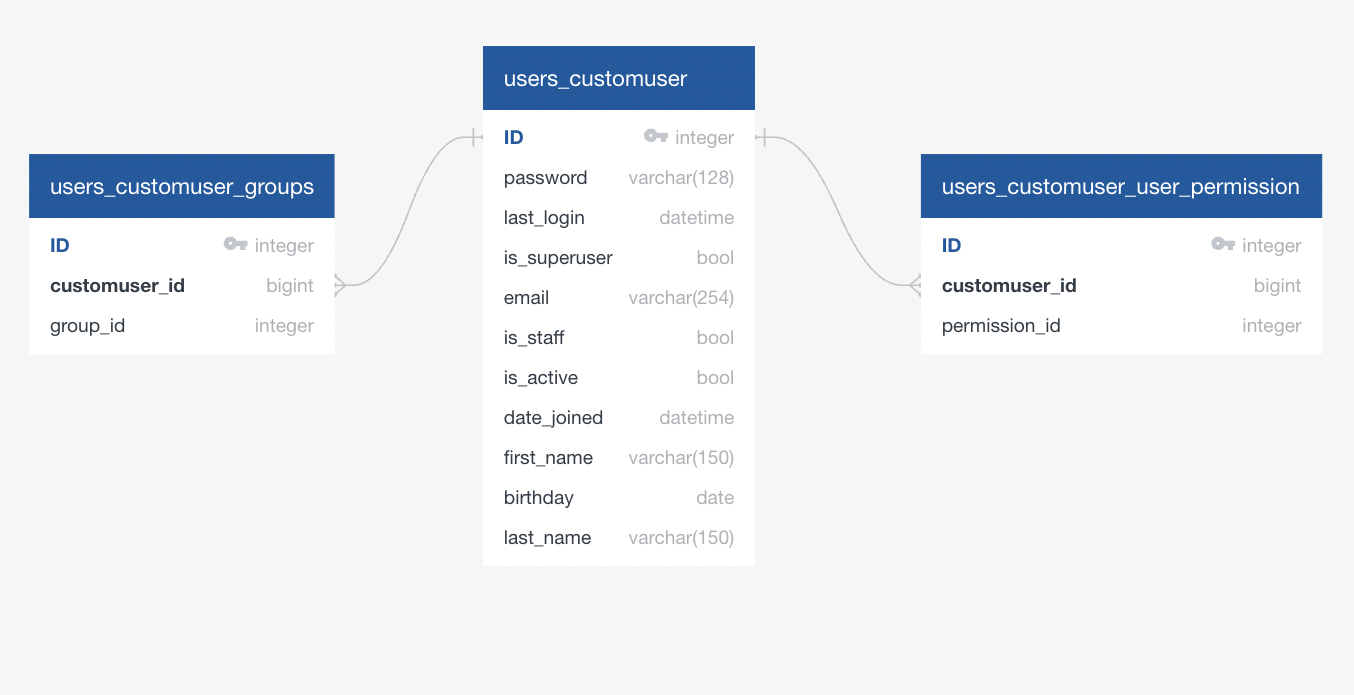 users_customuser_groups
ID integer
customuser_id bigint
group_id integer
users_customuser
ID integer
password varchar(128)
last_login datetime
is_superuser bool
email varchar(254)
is_staff bool
is_active bool
date_joined datetime
first_name varchar(150)
birthday date
last_name varchar(150)
users_customuser_user_permission
ID integer
customuser_id bigint
permission_id integer